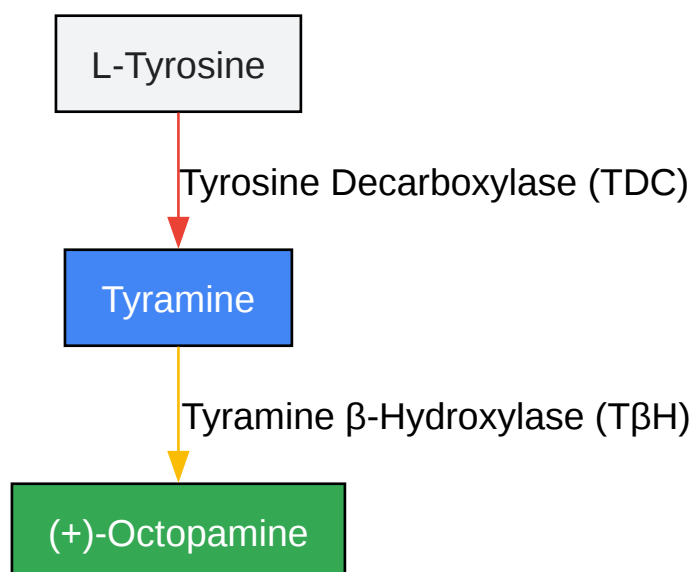 L-Tyrosine
Tyrosine Decarboxylase (TDC)
Tyramine
Tyramine β-Hydroxylase (TβH)
(+)-Octopamine